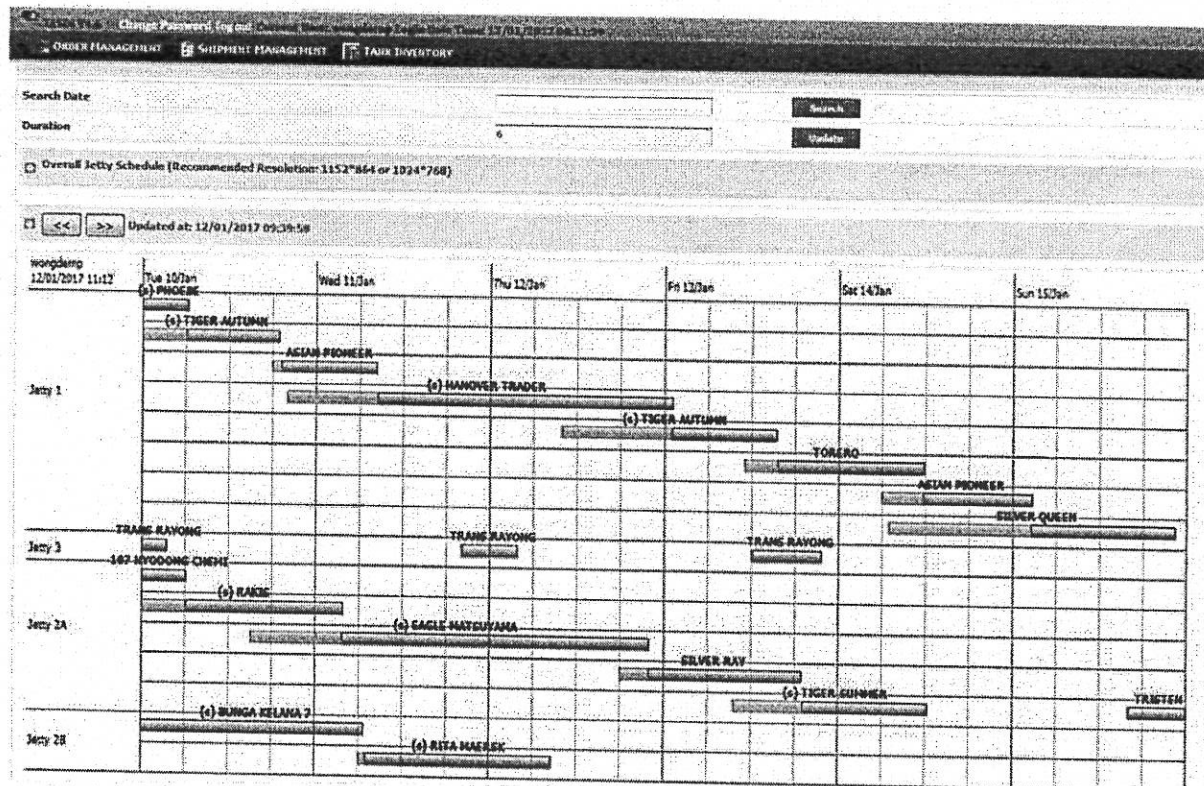 Change Password Log out
ORDER MANAGEMENT SHIPMENT MANAGEMENT TANK INVENTORY
Search Date Search
Duration 6 Update
Overall Jetty Schedule [Recommended Resolution: 1152*864 or 1024*768]
<< >> Updated at: 12/01/2017 09:39:59
wongdemp
12/01/2017 11:12 Tue 10/Jan Wed 11/Jan Thu 12/Jan Fri 13/Jan Sat 14/Jan Sun 15/Jan
(s) PHOEBE
(s) TIGER AUTUMN
ASIAN PIONEER
Jetty 1 (s) HANOVER TRADER
(s) TIGER AUTUMN
TORERO
ASIAN PIONEER
SILVER QUEEN
Jetty 3 TRANS RAYONG TRANS RAYONG TRANS RAYONG
107 HYODONG CHEMI
(s) RAKIS
Jetty 2A (s) EAGLE MATSUYAMA
SILVER RAY
(s) TIGER SUMMER TRISTEN
(s) BUNGA KELANA 7
Jetty 2B (s) RITA MAERSK